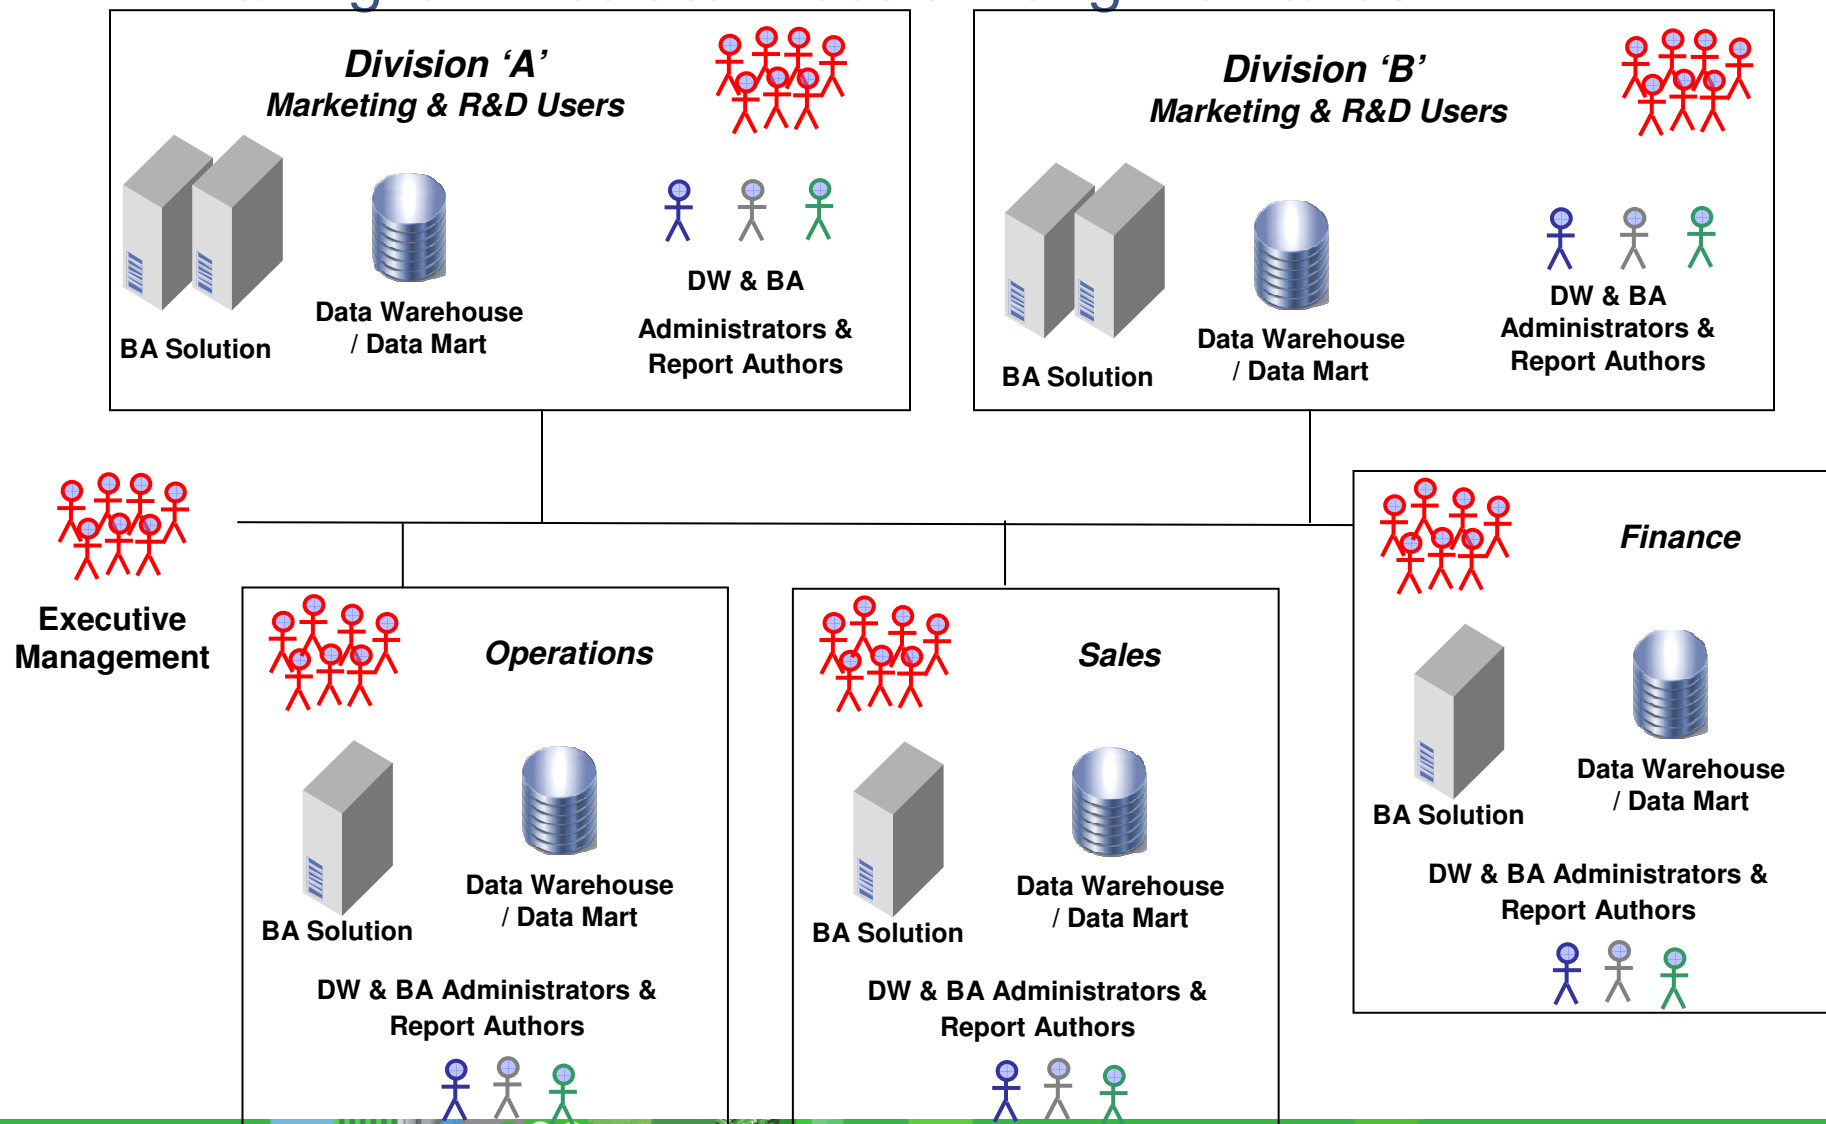 Division ‘A’
Marketing & R&D Users
BA Solution
Data Warehouse
/ Data Mart
DW & BA
Administrators &
Report Authors
Division ‘B’
Marketing & R&D Users
BA Solution
Data Warehouse
/ Data Mart
DW & BA
Administrators &
Report Authors
Executive
Management
Operations
BA Solution
Data Warehouse
/ Data Mart
DW & BA Administrators &
Report Authors
Sales
BA Solution
Data Warehouse
/ Data Mart
DW & BA Administrators &
Report Authors
Finance
BA Solution
Data Warehouse
/ Data Mart
DW & BA Administrators &
Report Authors